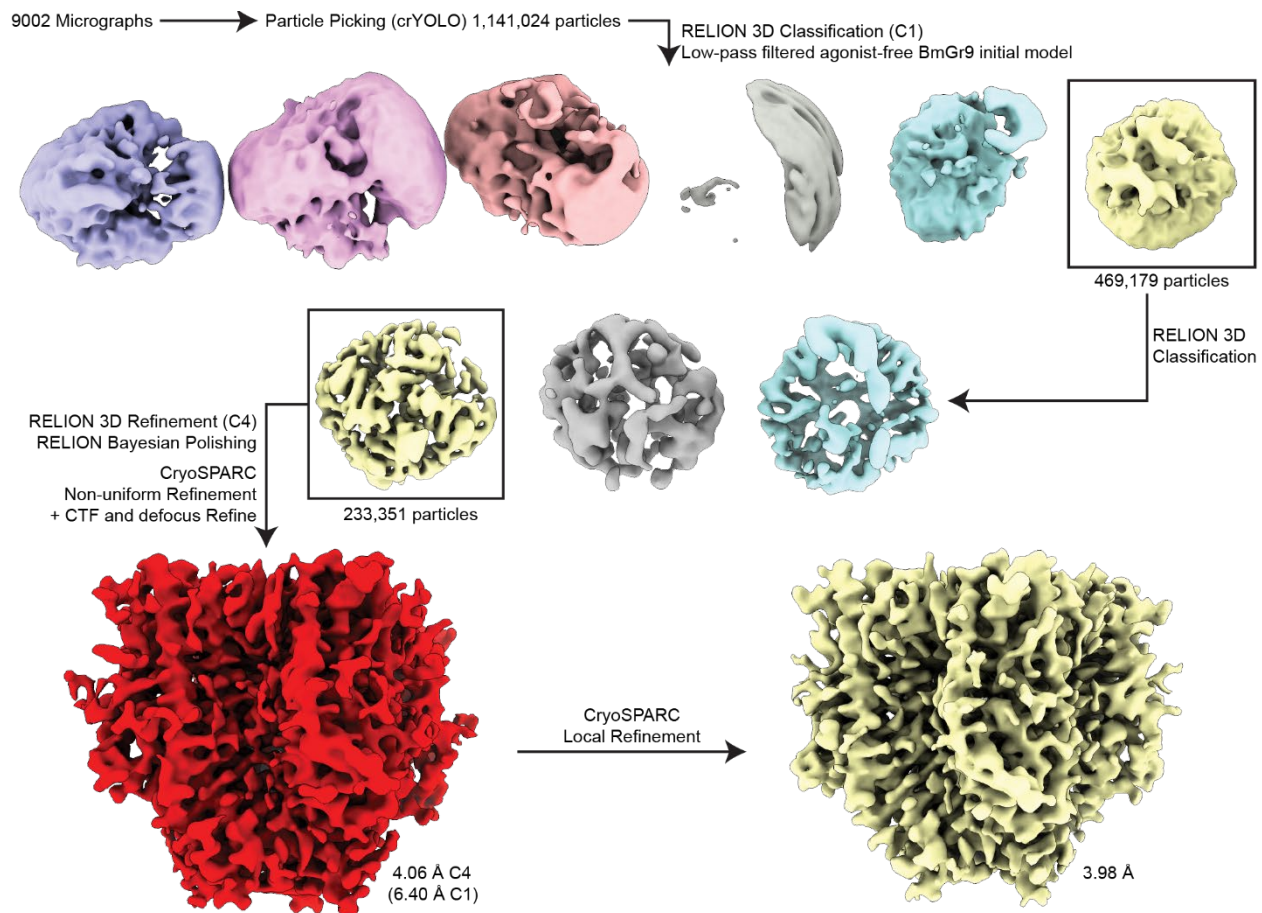 9002 Micrographs
Particle Picking (crYOLO) 1,141,024 particles
RELION 3D Classification (C1)
Low-pass filtered agonist-free BmGr9 initial model
469,179 particles
RELION 3D
Classification
RELION 3D Refinement (C4)
RELION Bayesian Polishing
CryoSPARC
Non-uniform Refinement
+ CTF and defocus Refine
233,351 particles
CryoSPARC
Local Refinement
4.06 Å C4
(6.40 Å C1)
3.98 Å